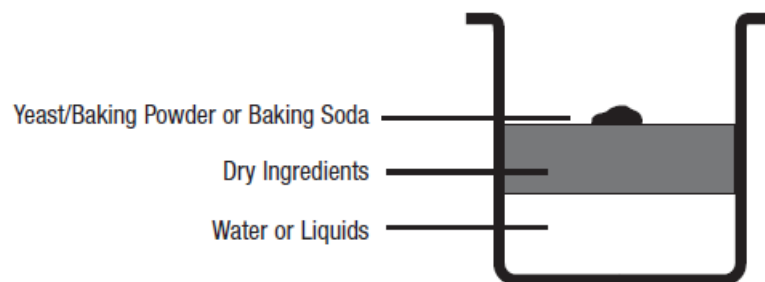 Yeast/Baking Powder or Baking Soda
Dry Ingredients
Water or Liquids